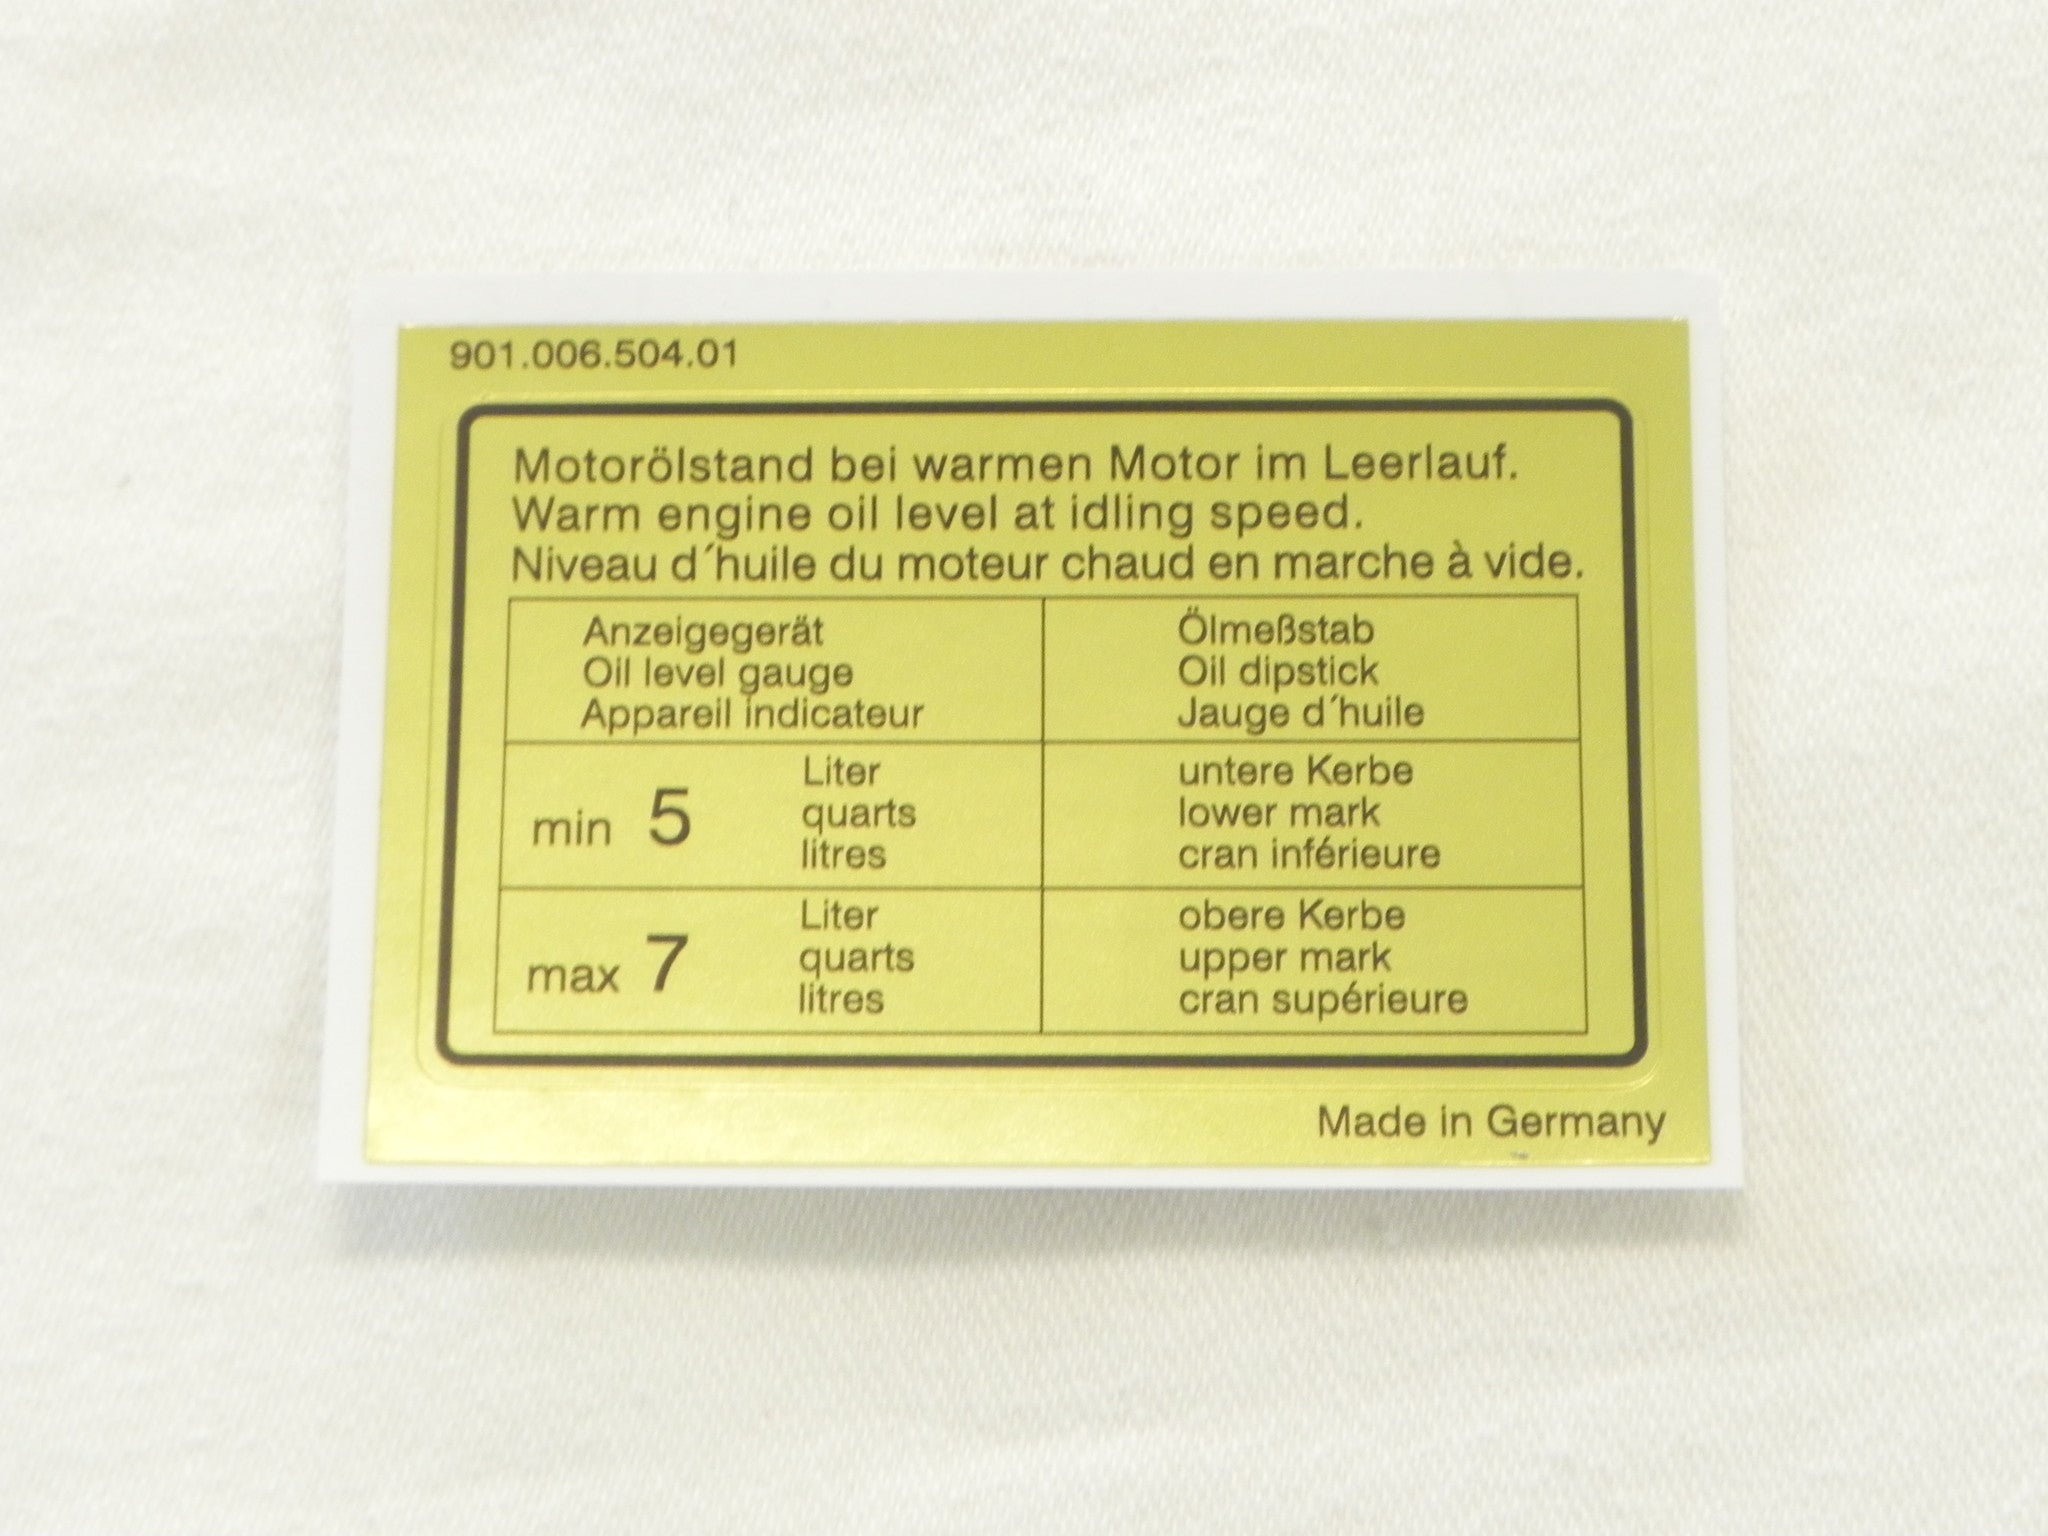 901.006.504.01
Motorölstand bei warmen Motor im Leerlauf.
Warm engine oil level at idling speed.
Niveau d´huile du moteur chaud en marche à vide.
Anzeigegerät
Oil level gauge
Appareil indicateur
Ölmeßstab
Oil dipstick
Jauge d´huile
min 5
Liter
quarts
litres
untere Kerbe
lower mark
cran inférieure
max 7
Liter
quarts
litres
obere Kerbe
upper mark
cran supérieure
Made in Germany